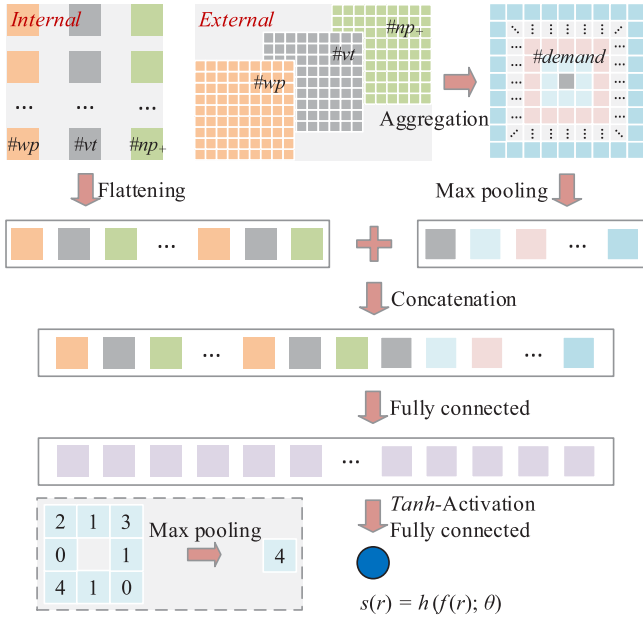 Internal
External
#np+
#vt
#wp
#demand
...
...
...
#wp
#vt
#np+
Aggregation
Flattening
Max pooling
...
...
Concatenation
...
...
Fully connected
...
Tanh-Activation
Fully connected
2 1 3
0 1
4 1 0
Max pooling
4
s(r) = h(f(r); θ)